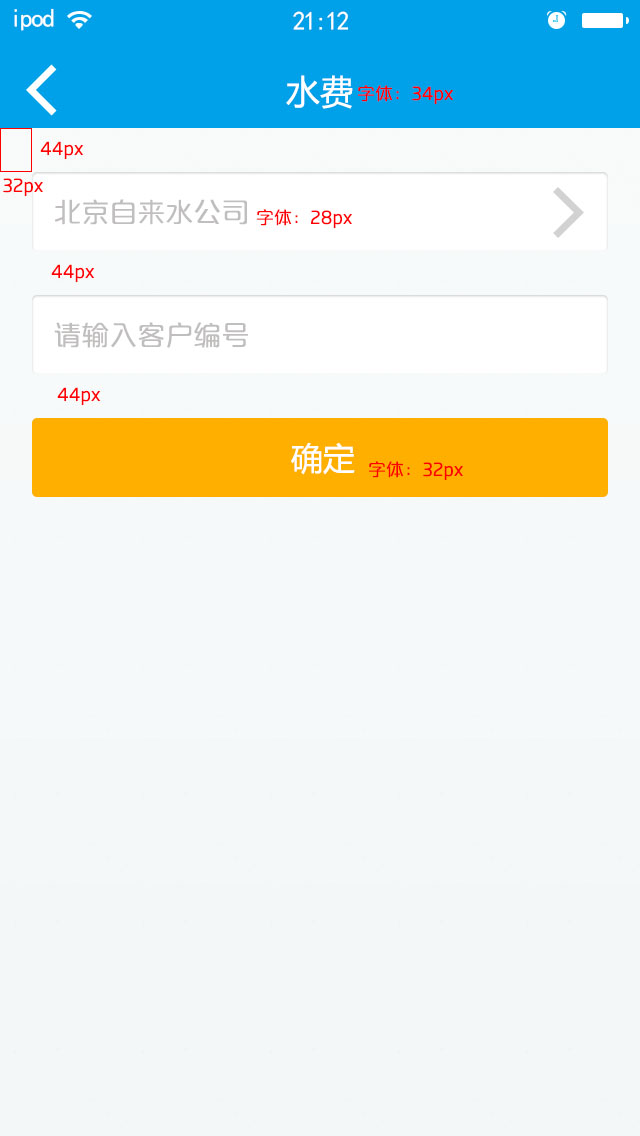 ipod 21:12
水费 字体：34px
44px
32px
北京自来水公司 字体：28px
44px
请输入客户编号
44px
确定 字体：32px